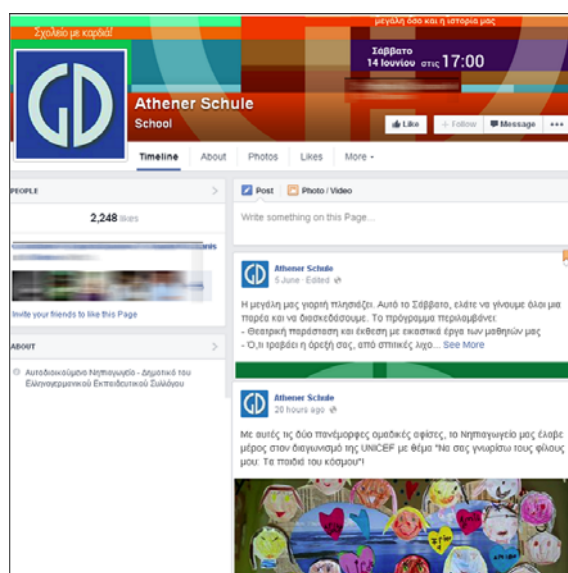 μεγάλη όσο και η ιστορία μας
Σχολείο με καρδιά!
Σάββατο
14 Ιουνίου στις 17:00
GD
Athener Schule
School
Like
Follow
Message
Timeline
About
Photos
Likes
More
PEOPLE
2,248 likes
Invite your friends to like this Page
ABOUT
Αυτοδιοικούμενο Νηπιαγωγείο - Δημοτικό του
Ελληνογερμανικού Εκπαιδευτικού Συλλόγου
Post
Photo / Video
Write something on this Page...
GD
Athener Schule
5 June · Edited
Η μεγάλη μας γιορτή πλησιάζει. Αυτό το Σάββατο, ελάτε να γίνουμε όλοι μια
παρέα και να διασκεδάσουμε. Το πρόγραμμα περιλαμβάνει:
- Θεατρική παράσταση και έκθεση με εικαστικά έργα των μαθητών μας
- Ό,τι τραβάει η όρεξή σας, από σπιτικές λιχο... See More
GD
Athener Schule
20 hours ago
Με αυτές τις δύο πανέμορφες ομαδικές αφίσες, το Νηπιαγωγείο μας έλαβε
μέρος στον διαγωνισμό της UNICEF με θέμα "Να σας γνωρίσω τους φίλους
μου: Τα παιδιά του κόσμου"!